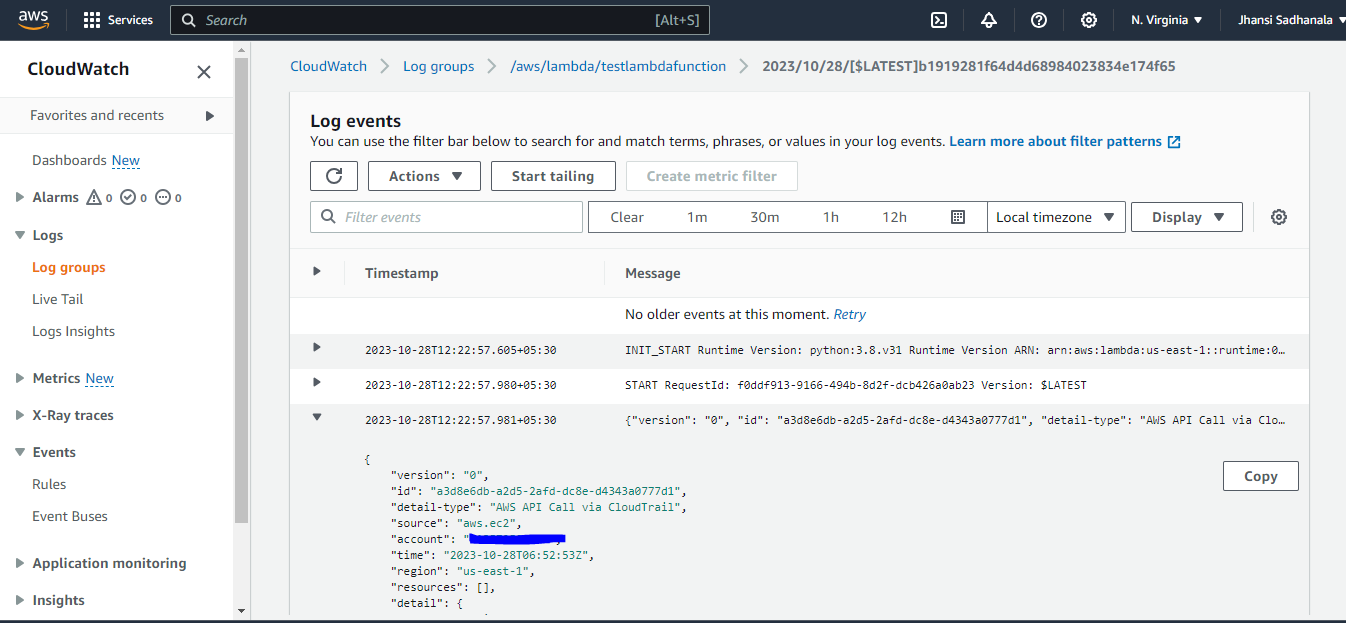 aws Services Search [Alt+S] N. Virginia Jhansi Sadhanala
CloudWatch
Favorites and recents
Dashboards New
Alarms 0 0 0
Logs
Log groups
Live Tail
Logs Insights
Metrics New
X-Ray traces
Events
Rules
Event Buses
Application monitoring
Insights
CloudWatch Log groups /aws/lambda/testlambdafunction 2023/10/28/[$LATEST]b1919281f64d4d68984023834e174f65
Log events
You can use the filter bar below to search for and match terms, phrases, or values in your log events. Learn more about filter patterns
Actions Start tailing Create metric filter
Filter events Clear 1m 30m 1h 12h Local timezone Display
Timestamp Message
No older events at this moment. Retry
2023-10-28T12:22:57.605+05:30 INIT_START Runtime Version: python:3.8.v31 Runtime Version ARN: arn:aws:lambda:us-east-1::runtime:0…
2023-10-28T12:22:57.980+05:30 START RequestId: f0ddf913-9166-494b-8d2f-dcb426a0ab23 Version: $LATEST
2023-10-28T12:22:57.981+05:30 {"version": "0", "id": "a3d8e6db-a2d5-2afd-dc8e-d4343a0777d1", "detail-type": "AWS API Call via Clo…
{
Copy
"version": "0",
"id": "a3d8e6db-a2d5-2afd-dc8e-d4343a0777d1",
"detail-type": "AWS API Call via CloudTrail",
"source": "aws.ec2",
"account": "
"time": "2023-10-28T06:52:53Z",
"region": "us-east-1",
"resources": [],
"detail": {